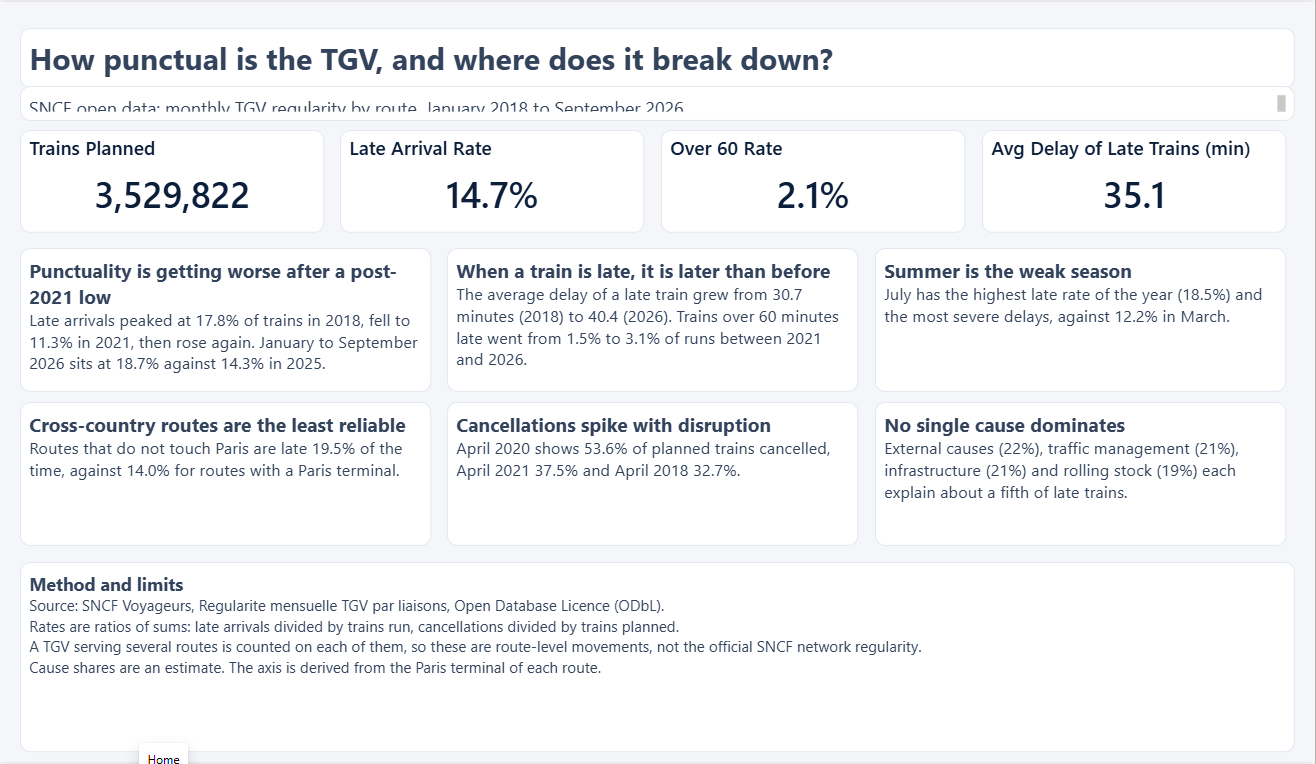 How punctual is the TGV, and where does it break down?
SNCF open data: monthly TGV regularity by route, January 2018 to September 2026
Trains Planned
3,529,822
Late Arrival Rate
14.7%
Over 60 Rate
2.1%
Avg Delay of Late Trains (min)
35.1
Punctuality is getting worse after a post-
2021 low
Late arrivals peaked at 17.8% of trains in 2018, fell to
11.3% in 2021, then rose again. January to September
2026 sits at 18.7% against 14.3% in 2025.
When a train is late, it is later than before
The average delay of a late train grew from 30.7
minutes (2018) to 40.4 (2026). Trains over 60 minutes
late went from 1.5% to 3.1% of runs between 2021
and 2026.
Summer is the weak season
July has the highest late rate of the year (18.5%) and
the most severe delays, against 12.2% in March.
Cross-country routes are the least reliable
Routes that do not touch Paris are late 19.5% of the
time, against 14.0% for routes with a Paris terminal.
Cancellations spike with disruption
April 2020 shows 53.6% of planned trains cancelled,
April 2021 37.5% and April 2018 32.7%.
No single cause dominates
External causes (22%), traffic management (21%),
infrastructure (21%) and rolling stock (19%) each
explain about a fifth of late trains.
Method and limits
Source: SNCF Voyageurs, Regularite mensuelle TGV par liaisons, Open Database Licence (ODbL).
Rates are ratios of sums: late arrivals divided by trains run, cancellations divided by trains planned.
A TGV serving several routes is counted on each of them, so these are route-level movements, not the official SNCF network regularity.
Cause shares are an estimate. The axis is derived from the Paris terminal of each route.
Home